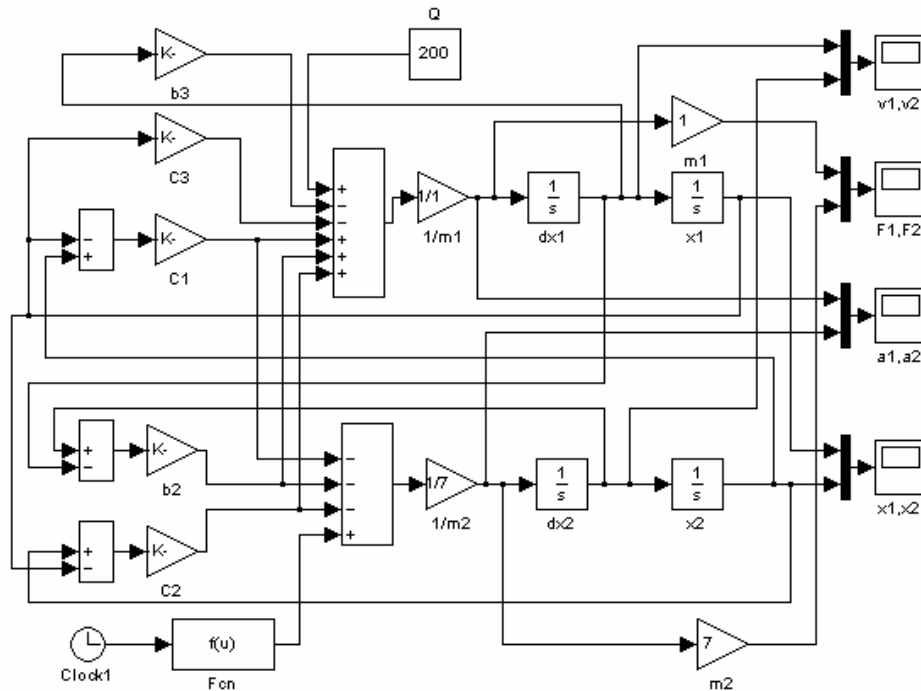 Q
200
K-
b3
v1,v2
K-
C3
1
m1
+
-
-
+
+
+
1/1
1/m1
1
s
dx1
1
s
x1
F1,F2
-
+
K-
C1
a1,a2
+
-
K-
b2
-
-
-
+
1/7
1/m2
1
s
dx2
1
s
x2
x1,x2
+
-
K-
C2
Clock1
f(u)
Fcn
7
m2